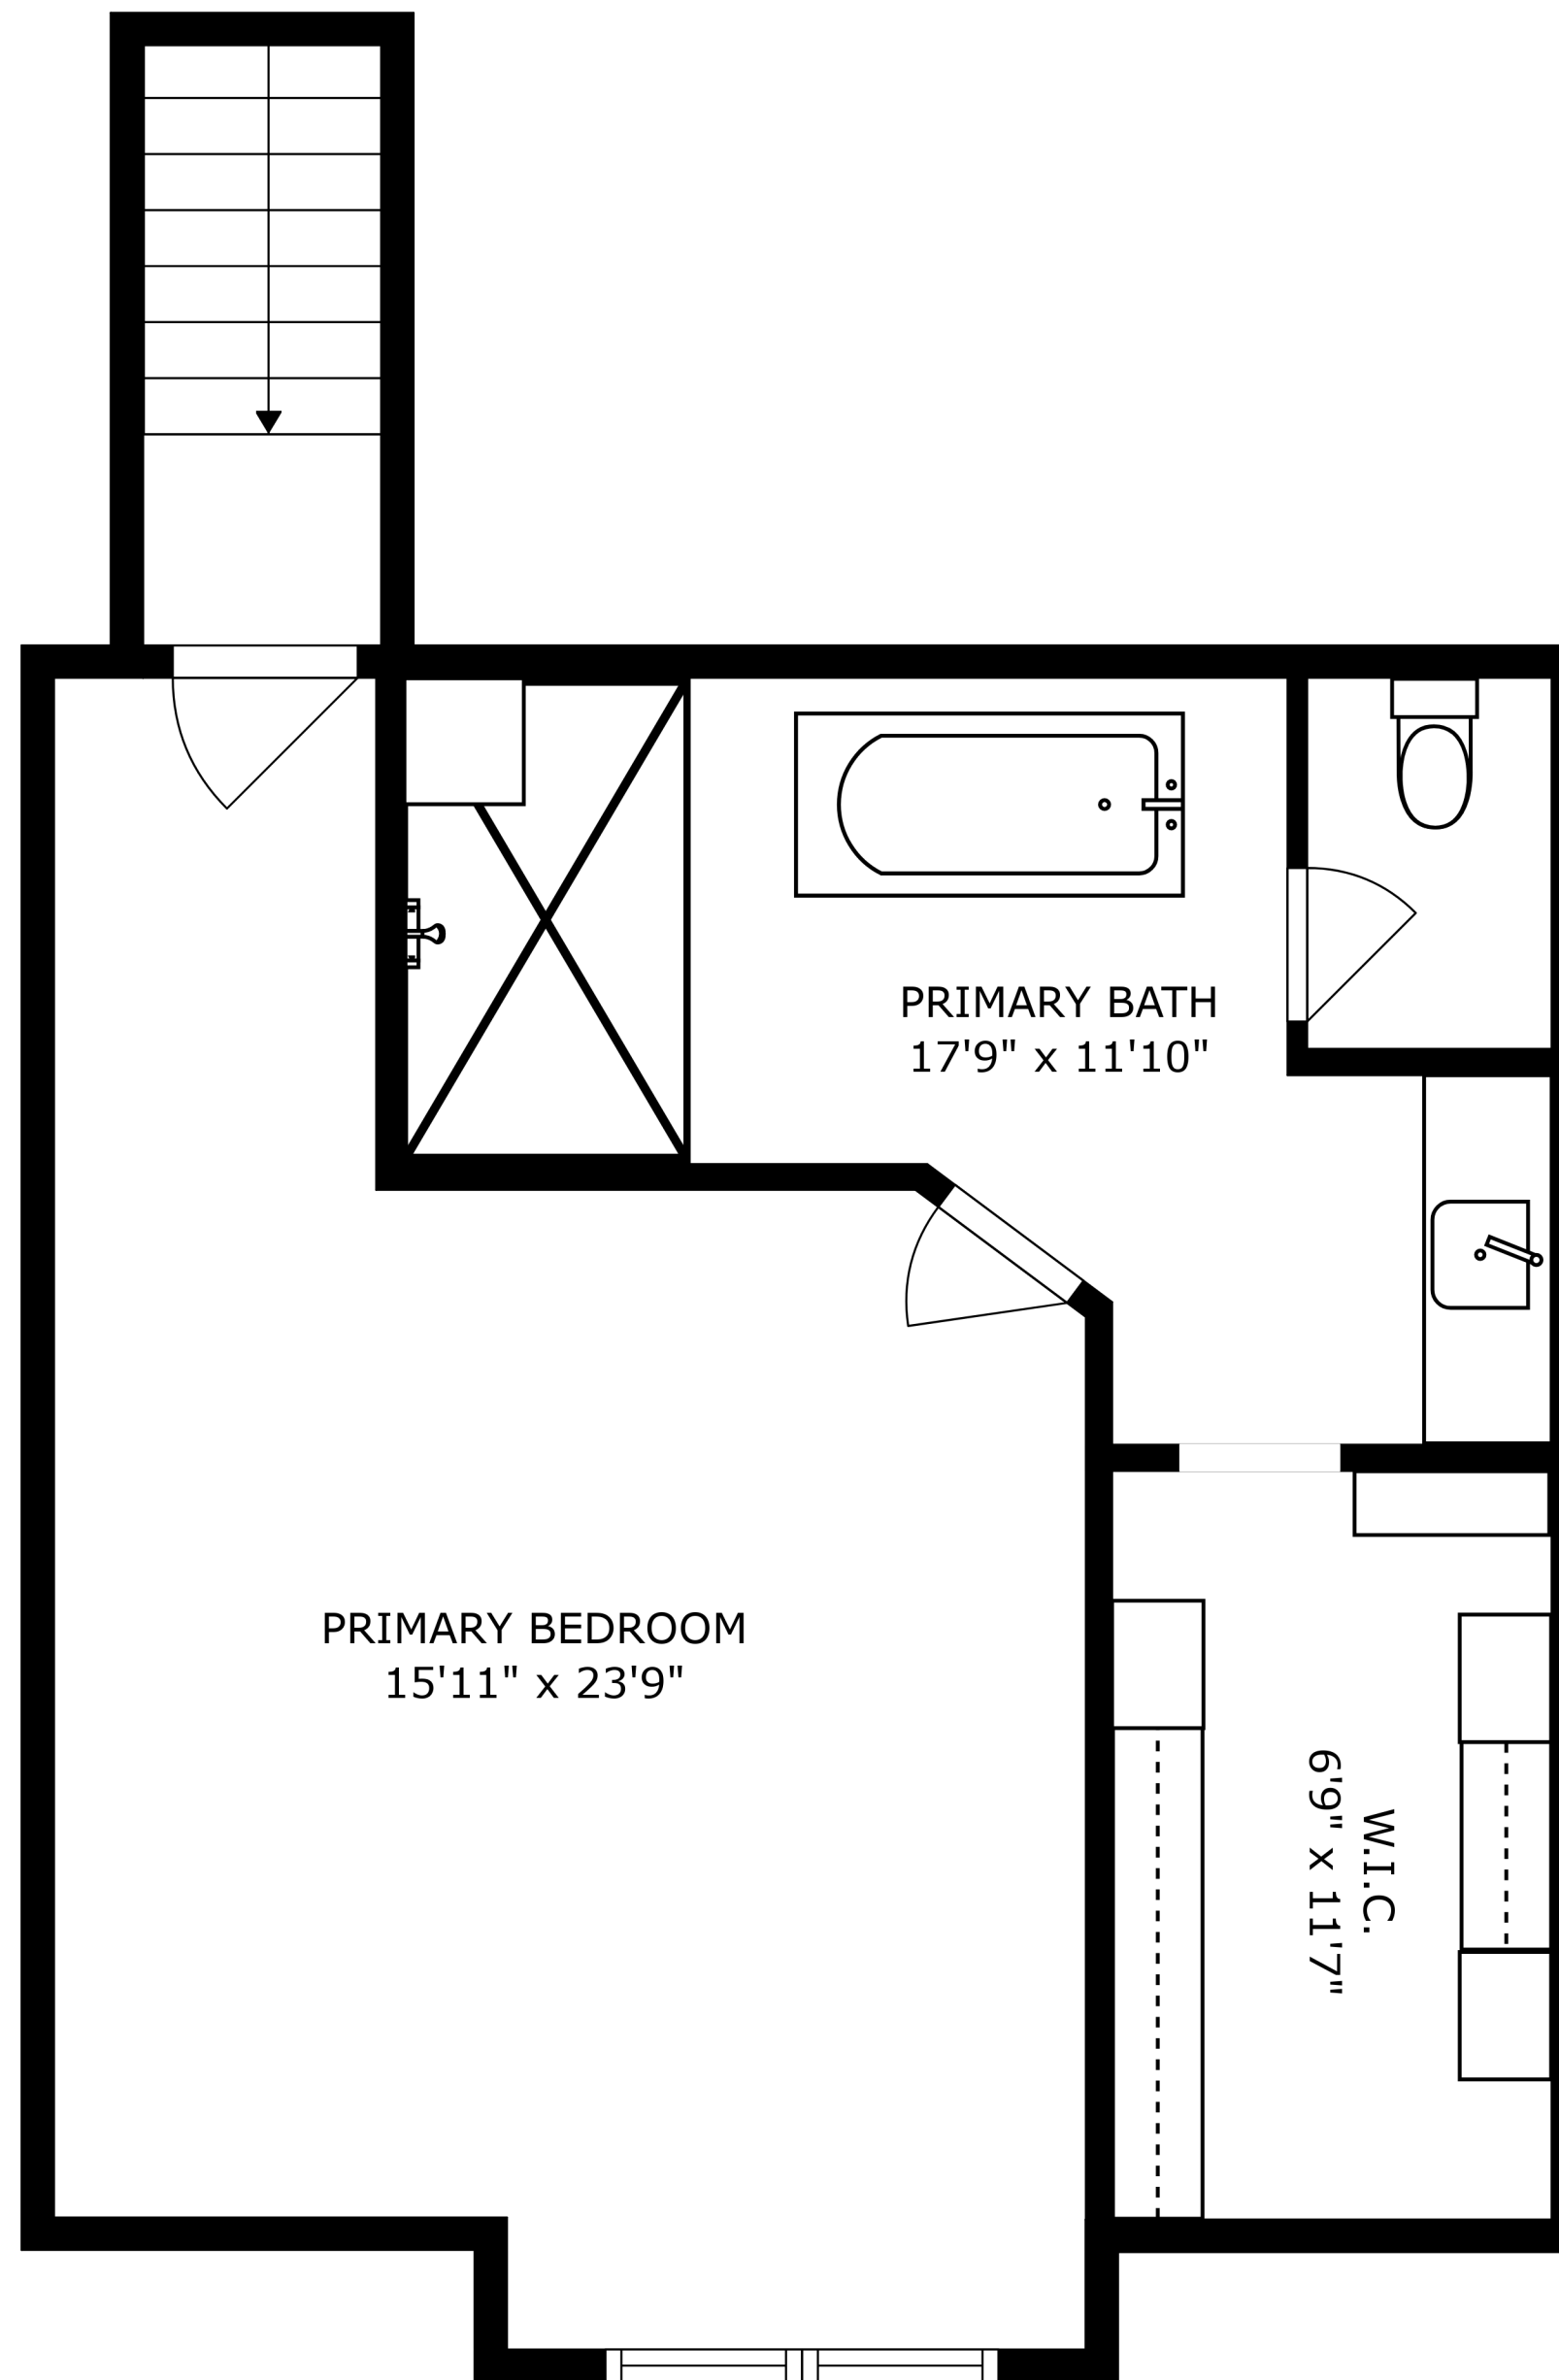 PRIMARY BATH
17'9" x 11'10"
PRIMARY BEDROOM
15'11" x 23'9"
W.I.C.
6'9" x 11'7"